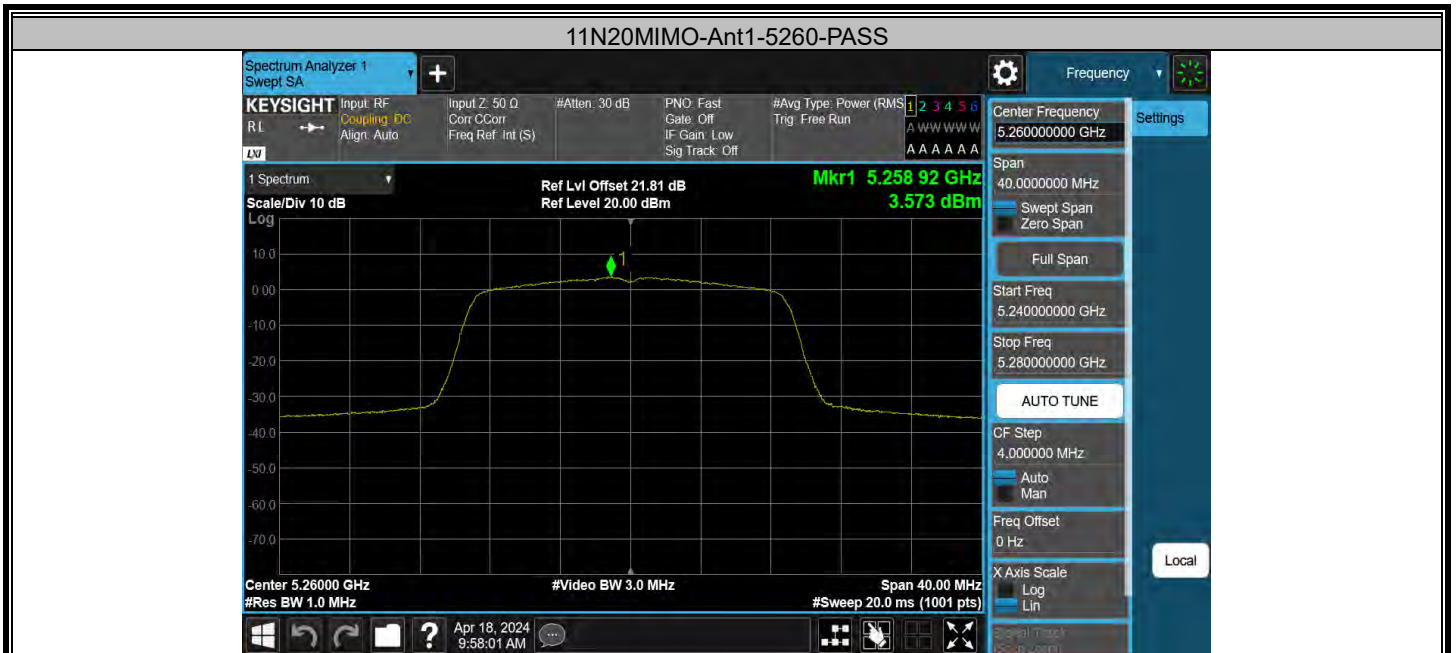 11N20MIMO-Ant1-5260-PASS
Spectrum Analyzer 1
Swept SA
Frequency
KEYSIGHT
RL
LXI
Input: RF
Coupling: DC
Align: Auto
Input Z: 50 Ω
Corr CCorr
Freq Ref: Int (S)
#Atten: 30 dB
PNO: Fast
Gate: Off
IF Gain: Low
Sig Track: Off
#Avg Type: Power (RMS
Trig: Free Run
1 2 3 4 5 6
A W W W W W
A A A A A A
1 Spectrum
Scale/Div 10 dB
Log
Ref Lvl Offset 21.81 dB
Ref Level 20.00 dBm
Mkr1 5.258 92 GHz
3.573 dBm
1
10.0
0.00
-10.0
-20.0
-30.0
-40.0
-50.0
-60.0
-70.0
Center 5.26000 GHz
#Res BW 1.0 MHz
#Video BW 3.0 MHz
Span 40.00 MHz
#Sweep 20.0 ms (1001 pts)
Center Frequency
5.260000000 GHz
Settings
Span
40.0000000 MHz
Swept Span
Zero Span
Full Span
Start Freq
5.240000000 GHz
Stop Freq
5.280000000 GHz
AUTO TUNE
CF Step
4.000000 MHz
Auto
Man
Freq Offset
0 Hz
X Axis Scale
Log
Lin
Local
Signal Track
Apr 18, 2024
9:58:01 AM